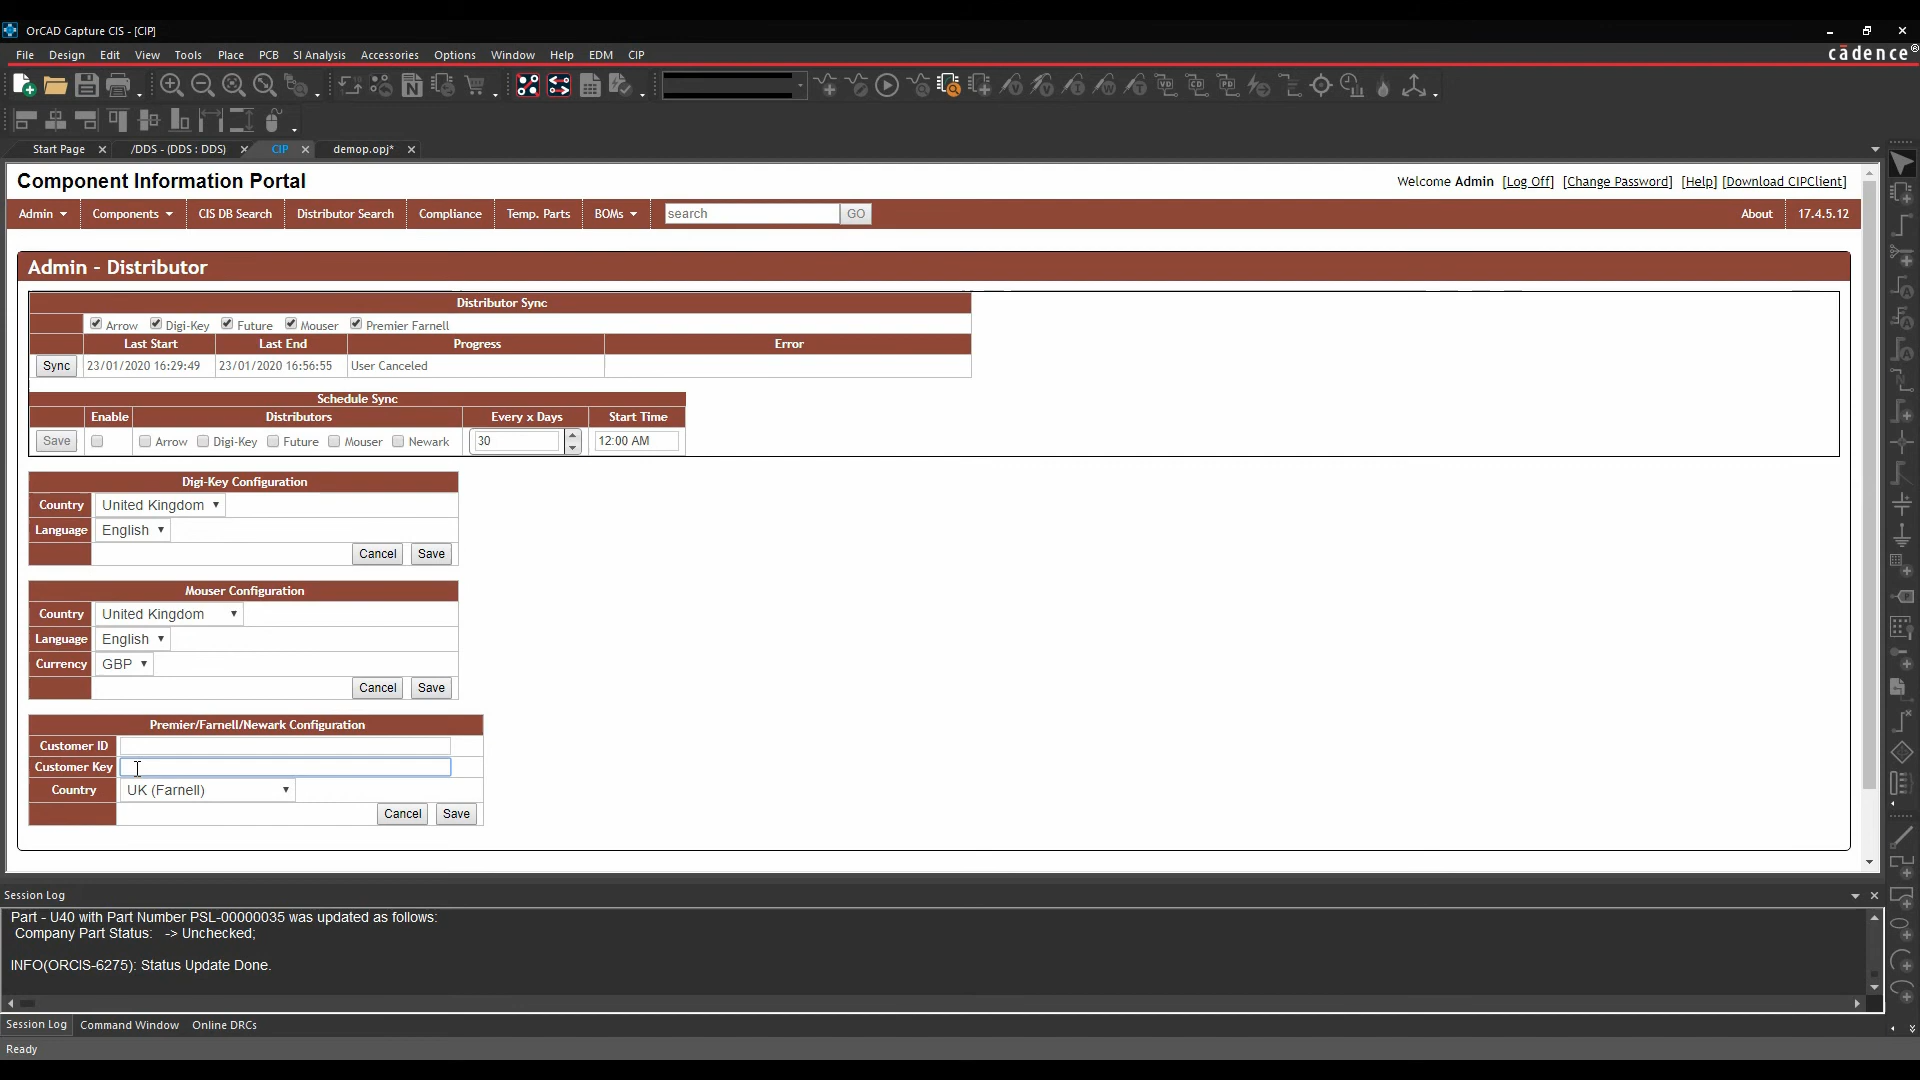 OrCAD Capture CIS - [CIP]
File Design Edit View Tools Place PCB SI Analysis Accessories Options Window Help EDM CIP
cādence®
Start Page /DDS - (DDS : DDS) CIP demop.opj*
Component Information Portal
Welcome Admin [Log Off] [Change Password] [Help] [Download CIPClient]
Admin Components CIS DB Search Distributor Search Compliance Temp. Parts BOMs search GO About 17.4.5.12
Admin - Distributor
Distributor Sync
Arrow Digi-Key Future Mouser Premier Farnell
Last Start Last End Progress Error
Sync 23/01/2020 16:29:49 23/01/2020 16:56:55 User Canceled
Schedule Sync
Enable Distributors Every x Days Start Time
Save Arrow Digi-Key Future Mouser Newark 30 12:00 AM
Digi-Key Configuration
Country United Kingdom
Language English
Cancel Save
Mouser Configuration
Country United Kingdom
Language English
Currency GBP
Cancel Save
Premier/Farnell/Newark Configuration
Customer ID
Customer Key
Country UK (Farnell)
Cancel Save
Session Log
Part - U40 with Part Number PSL-00000035 was updated as follows:
Company Part Status: -> Unchecked;
INFO(ORCIS-6275): Status Update Done.
Session Log Command Window Online DRCs
Ready